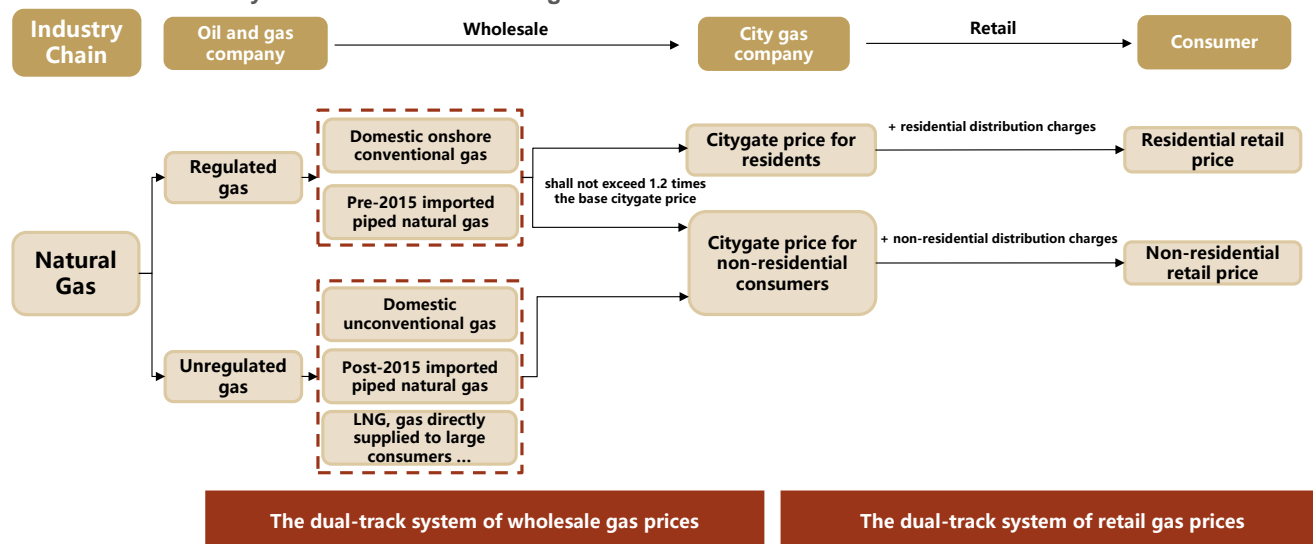 Industry
Chain
Oil and gas
company
Wholesale
City gas
company
Retail
Consumer
Natural
Gas
Regulated
gas
Domestic onshore
conventional gas
Pre-2015 imported
piped natural gas
shall not exceed 1.2 times
the base citygate price
Citygate price for
residents
+ residential distribution charges
Residential retail
price
Citygate price for
non-residential
consumers
+ non-residential distribution charges
Non-residential
retail price
Unregulated
gas
Domestic
unconventional gas
Post-2015 imported
piped natural gas
LNG, gas directly
supplied to large
consumers ...
The dual-track system of wholesale gas prices
The dual-track system of retail gas prices